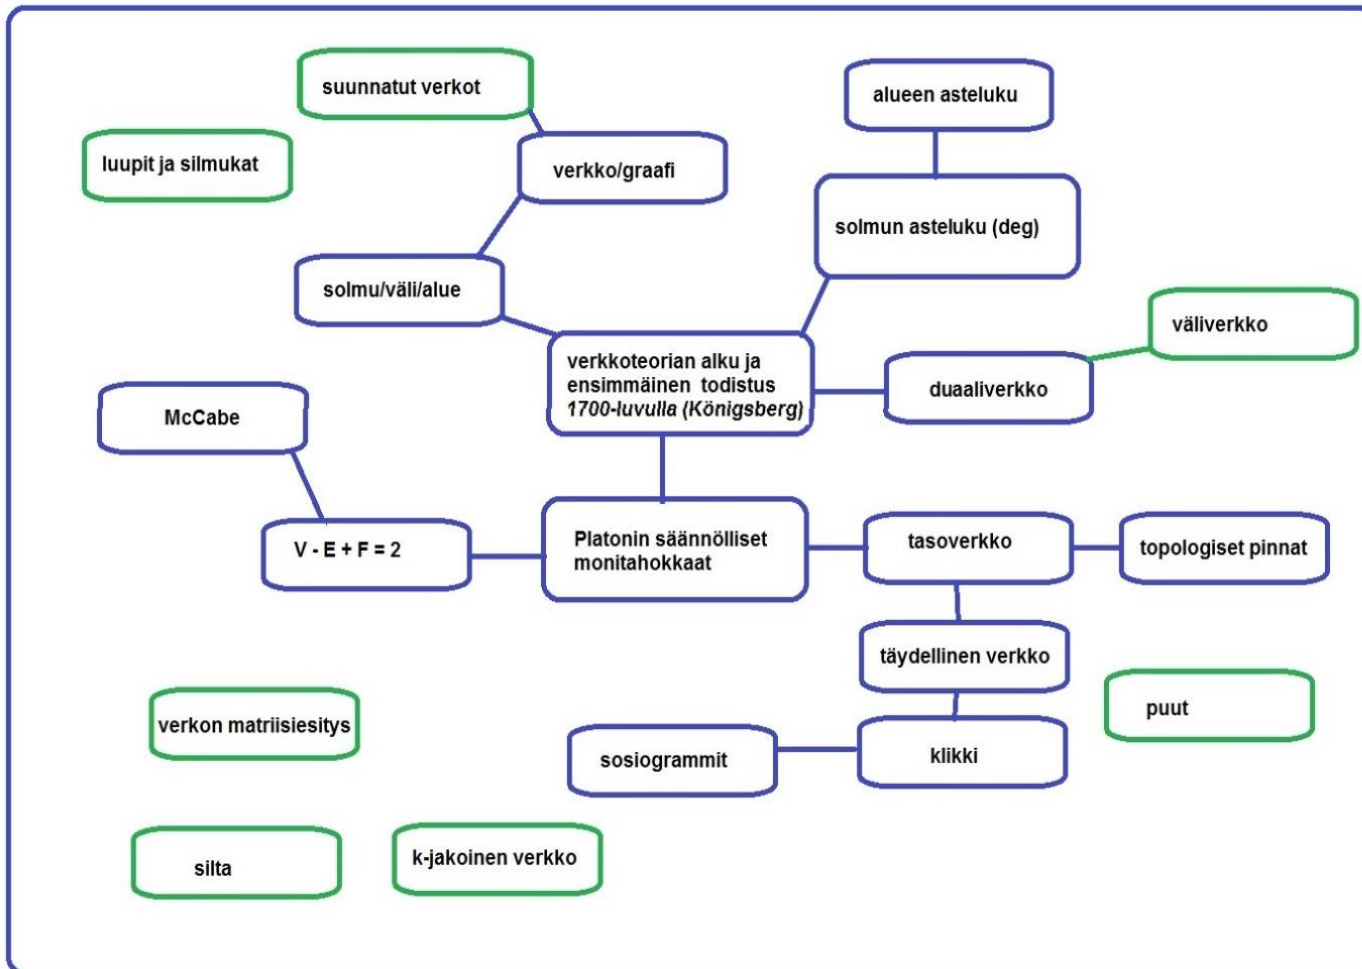 suunnatut verkot
alueen asteluku
luupit ja silmukat
verkko/graafi
solmun asteluku (deg)
solmu/väli/alue
väliverkko
verkkoteorian alku ja
ensimmäinen todistus
1700-luvulla (Königsberg)
duaaliverkko
McCabe
V - E + F = 2
Platonin säännölliset
monitahokkaat
tasoverkko
topologiset pinnat
täydellinen verkko
verkon matriisiesitys
puut
sosiogrammit
klikki
silta
k-jakoinen verkko